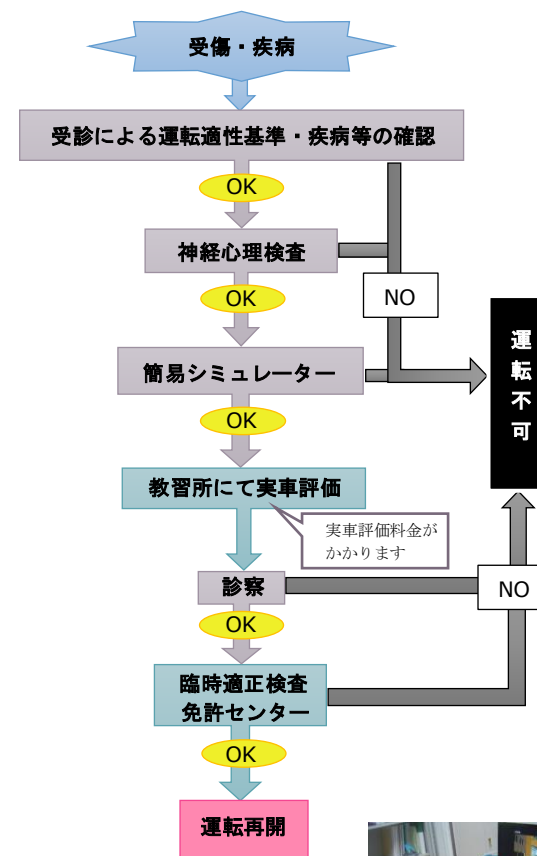 受傷・疾病
受診による運転適性基準・疾病等の確認
OK
神経心理検査
OK
NO
簡易シミュレーター
運転不可
OK
教習所にて実車評価
実車評価料金が
かかります
診察
NO
OK
臨時適正検査
免許センター
OK
運転再開